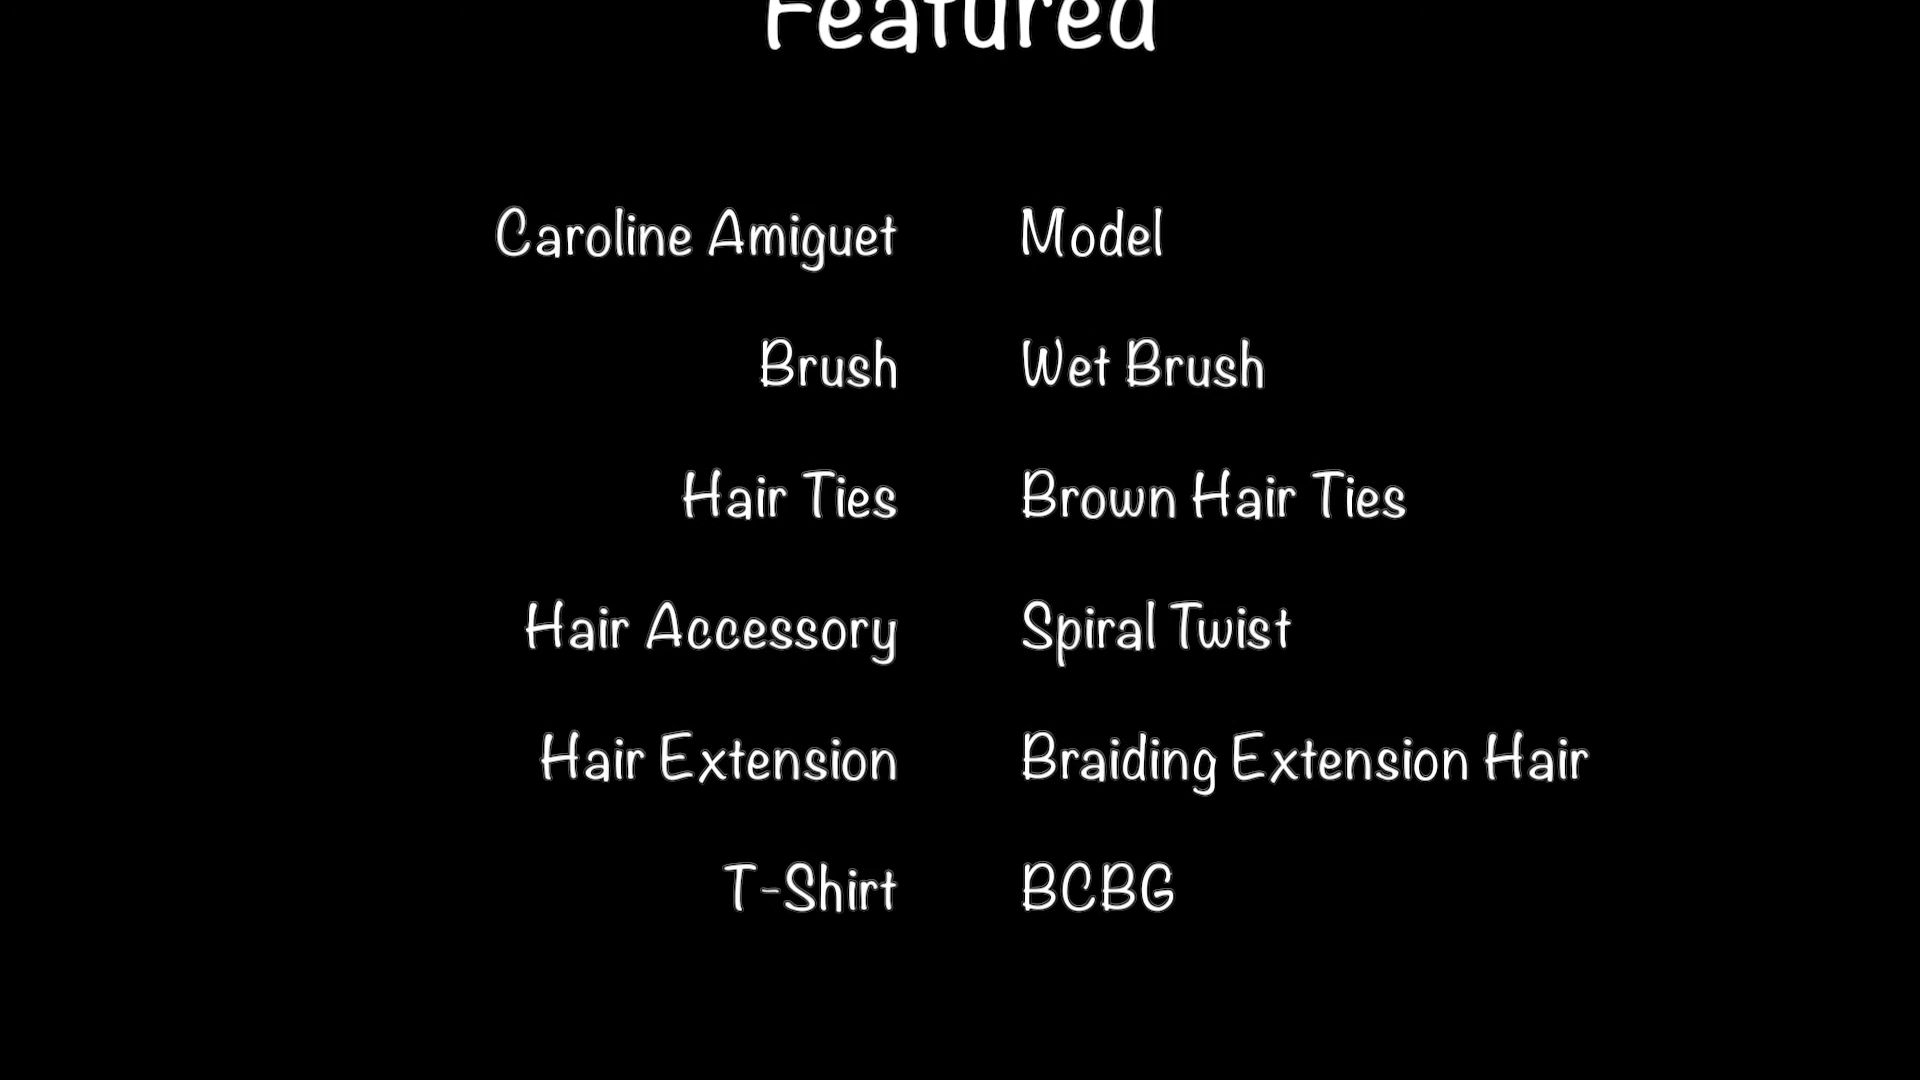 Featured
Caroline Amiguet Model
Brush Wet Brush
Hair Ties Brown Hair Ties
Hair Accessory Spiral Twist
Hair Extension Braiding Extension Hair
T-Shirt BCBG